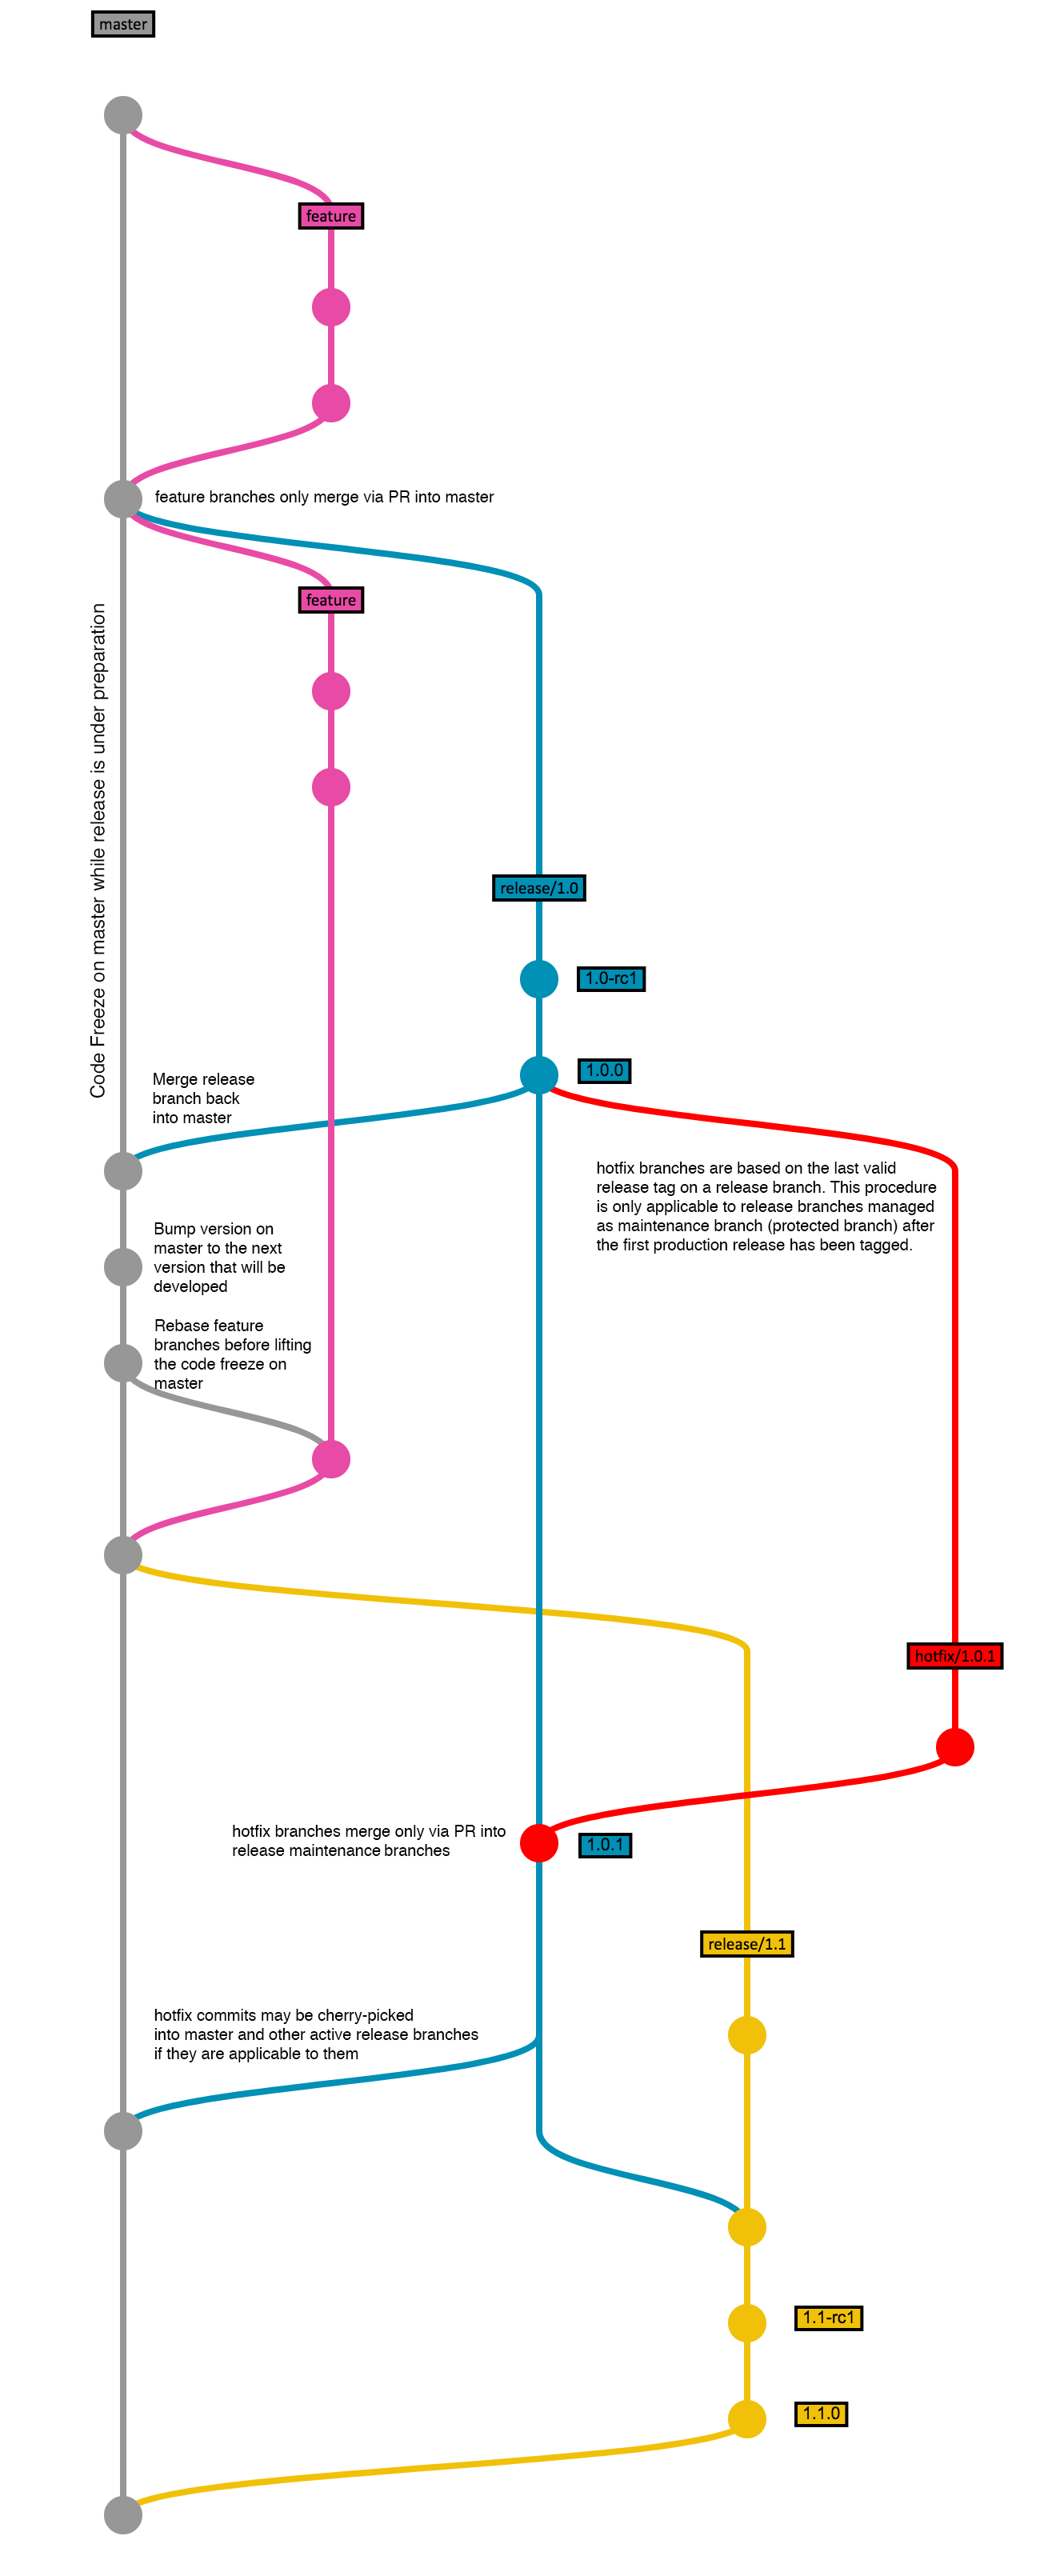 master
feature
feature branches only merge via PR into master
feature
Code Freeze on master while release is under preparation
release/1.0
1.0-rc1
1.0.0
Merge release
branch back
into master
hotfix branches are based on the last valid
release tag on a release branch. This procedure
is only applicable to release branches managed
as maintenance branch (protected branch) after
the first production release has been tagged.
Bump version on
master to the next
version that will be
developed
Rebase feature
branches before lifting
the code freeze on
master
hotfix/1.0.1
hotfix branches merge only via PR into
release maintenance branches
1.0.1
release/1.1
hotfix commits may be cherry-picked
into master and other active release branches
if they are applicable to them
1.1-rc1
1.1.0